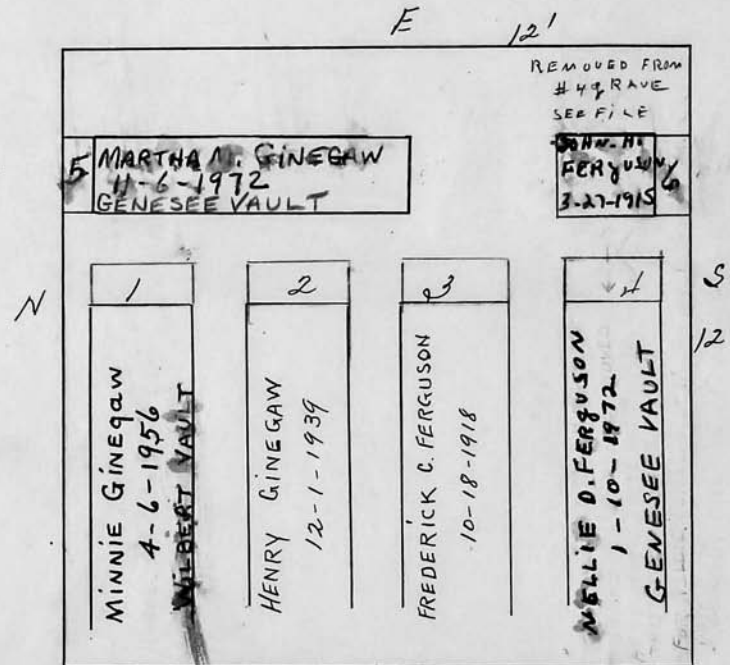 E 12'
REMOVED FROM
#4 gRAVE
SEE FILE
5
MARTHA M. GINEGAW
11-6-1972
GENESEE VAULT
JOHN. H.
FERgUSON
3-27-1915
6
N
S
12
1
2
3
4
MINNIE GINEgaw
4-6-1956
WILBERT VAULT
HENRY GINEGAW
12-1-1939
FREDERICK C. FERGUSON
10-18-1918
NELLIE D. FERgUSON
1-10-1972
GENESEE VAULT